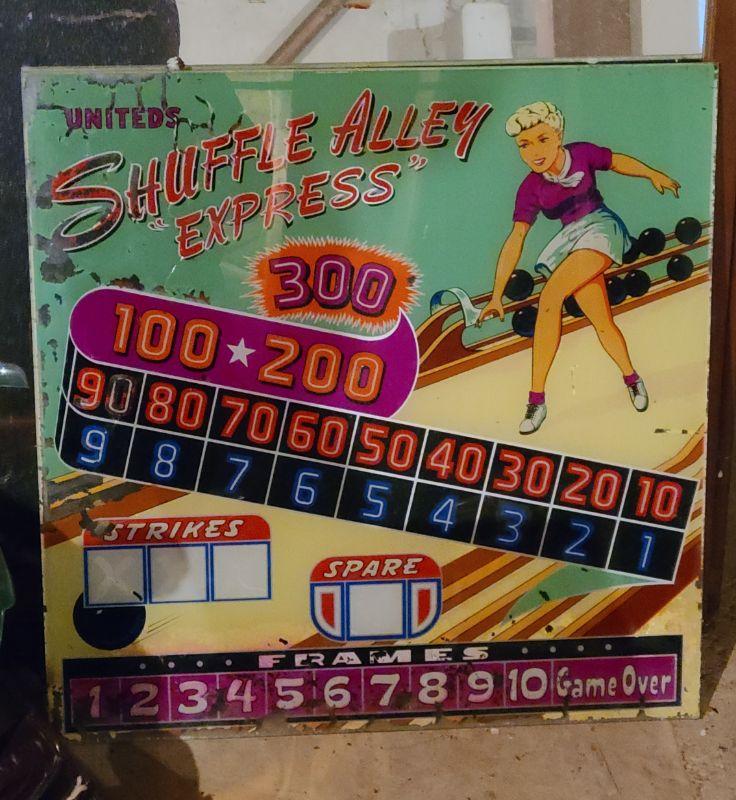 UNITEDS
SHUFFLE ALLEY
"EXPRESS"
300
100 ★ 200
90 80 70 60 50 40 30 20 10
9 8 7 6 5 4 3 2 1
STRIKES
SPARE
FRAMES
1 2 3 4 5 6 7 8 9 10 Game Over